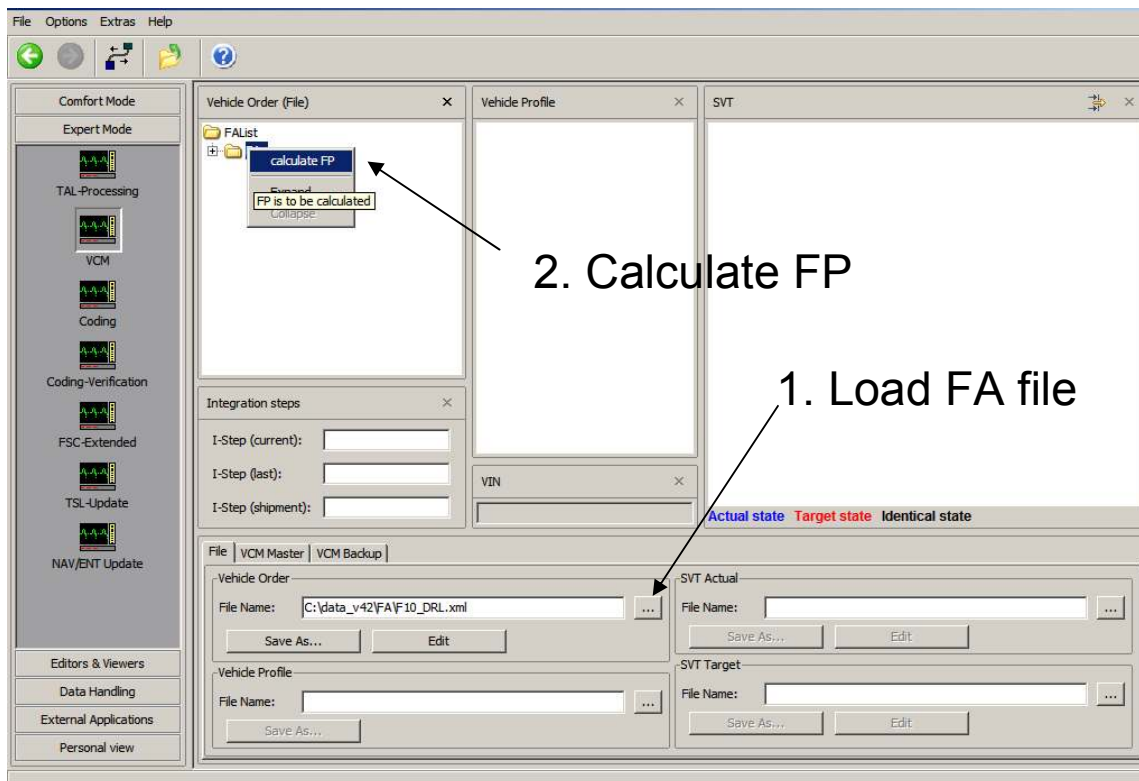 File Options Extras Help
Comfort Mode
Expert Mode
TAL-Processing
VCM
Coding
Coding-Verification
FSC-Extended
TSL-Update
NAV/ENT Update
Editors & Viewers
Data Handling
External Applications
Personal view
Vehicle Order (File)
FAList
calculate FP
Expand
FP is to be calculated
Collapse
Vehicle Profile
SVT
2. Calculate FP
1. Load FA file
Integration steps
I-Step (current):
I-Step (last):
I-Step (shipment):
VIN
Actual state Target state Identical state
File VCM Master VCM Backup
Vehicle Order
File Name: C:\data_v42\FA\F10_DRL.xml ...
Save As... Edit
Vehicle Profile
File Name: ...
Save As...
SVT Actual
File Name: ...
Save As... Edit
SVT Target
File Name: ...
Save As... Edit